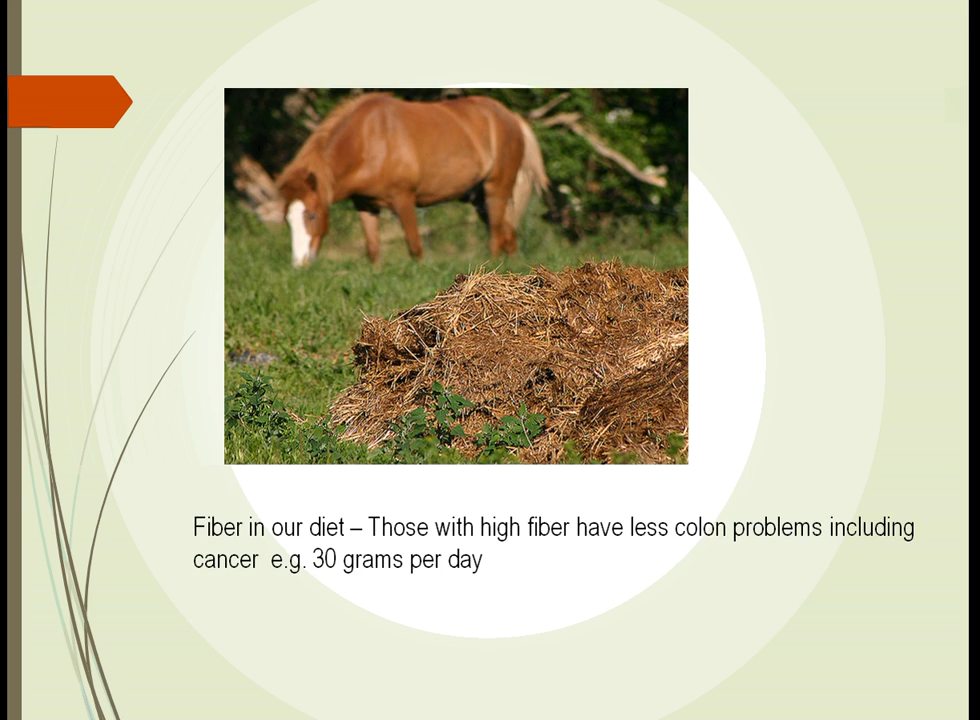 Fiber in our diet – Those with high fiber have less colon problems including
cancer  e.g. 30 grams per day